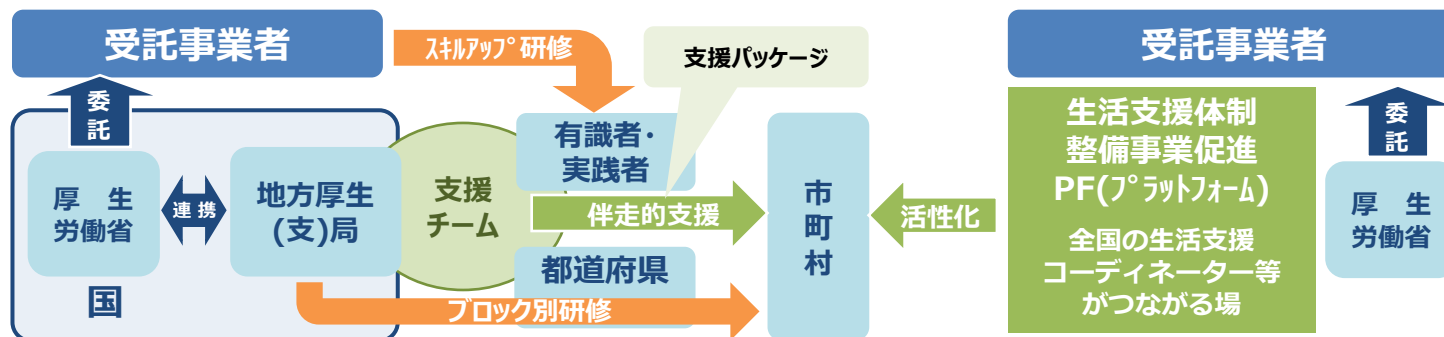 受託事業者
スキルアップ研修
支援パッケージ
委
託
厚 生
労働省
連携
地方厚生
(支)局
国
支援
チーム
有識者・
実践者
伴走的支援
都道府県
ブロック別研修
市
町
村
活性化
受託事業者
生活支援体制
整備事業促進
PF(プラットフォーム)
全国の生活支援
コーディネーター等
がつながる場
委
託
厚 生
労働省